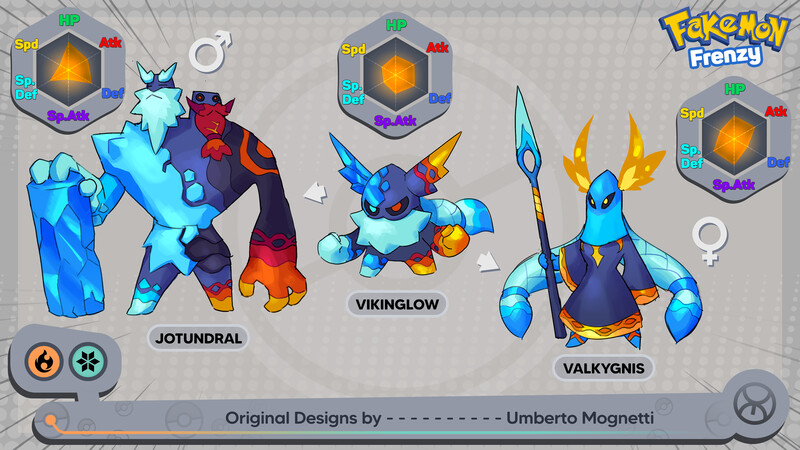 HP
Spd
Atk
Sp.
Def
Def
Sp.Atk
HP
Spd
Atk
Sp.
Def
Def
Sp.Atk
FAKEMON
Frenzy
HP
Spd
Atk
Sp.
Def
Def
Sp.Atk
VIKINGLOW
JOTUNDRAL
VALKYGNIS
Original Designs by - - - - - - - - - - Umberto Mognetti